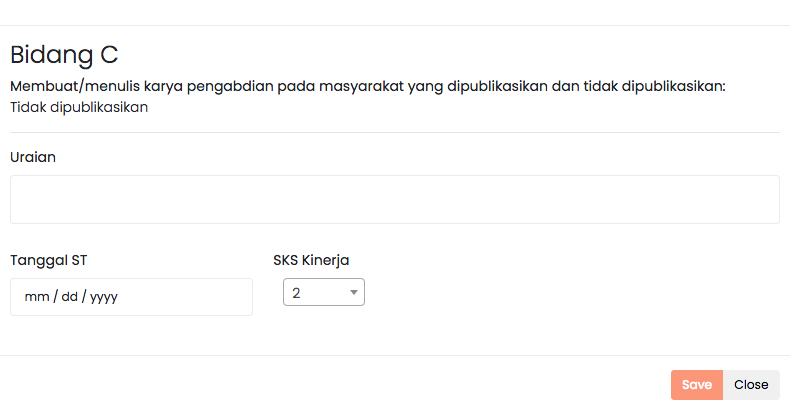 Bidang C
Membuat/menulis karya pengabdian pada masyarakat yang dipublikasikan dan tidak dipublikasikan:
Tidak dipublikasikan
Uraian
Tanggal ST
SKS Kinerja
mm / dd / yyyy
2
Save
Close